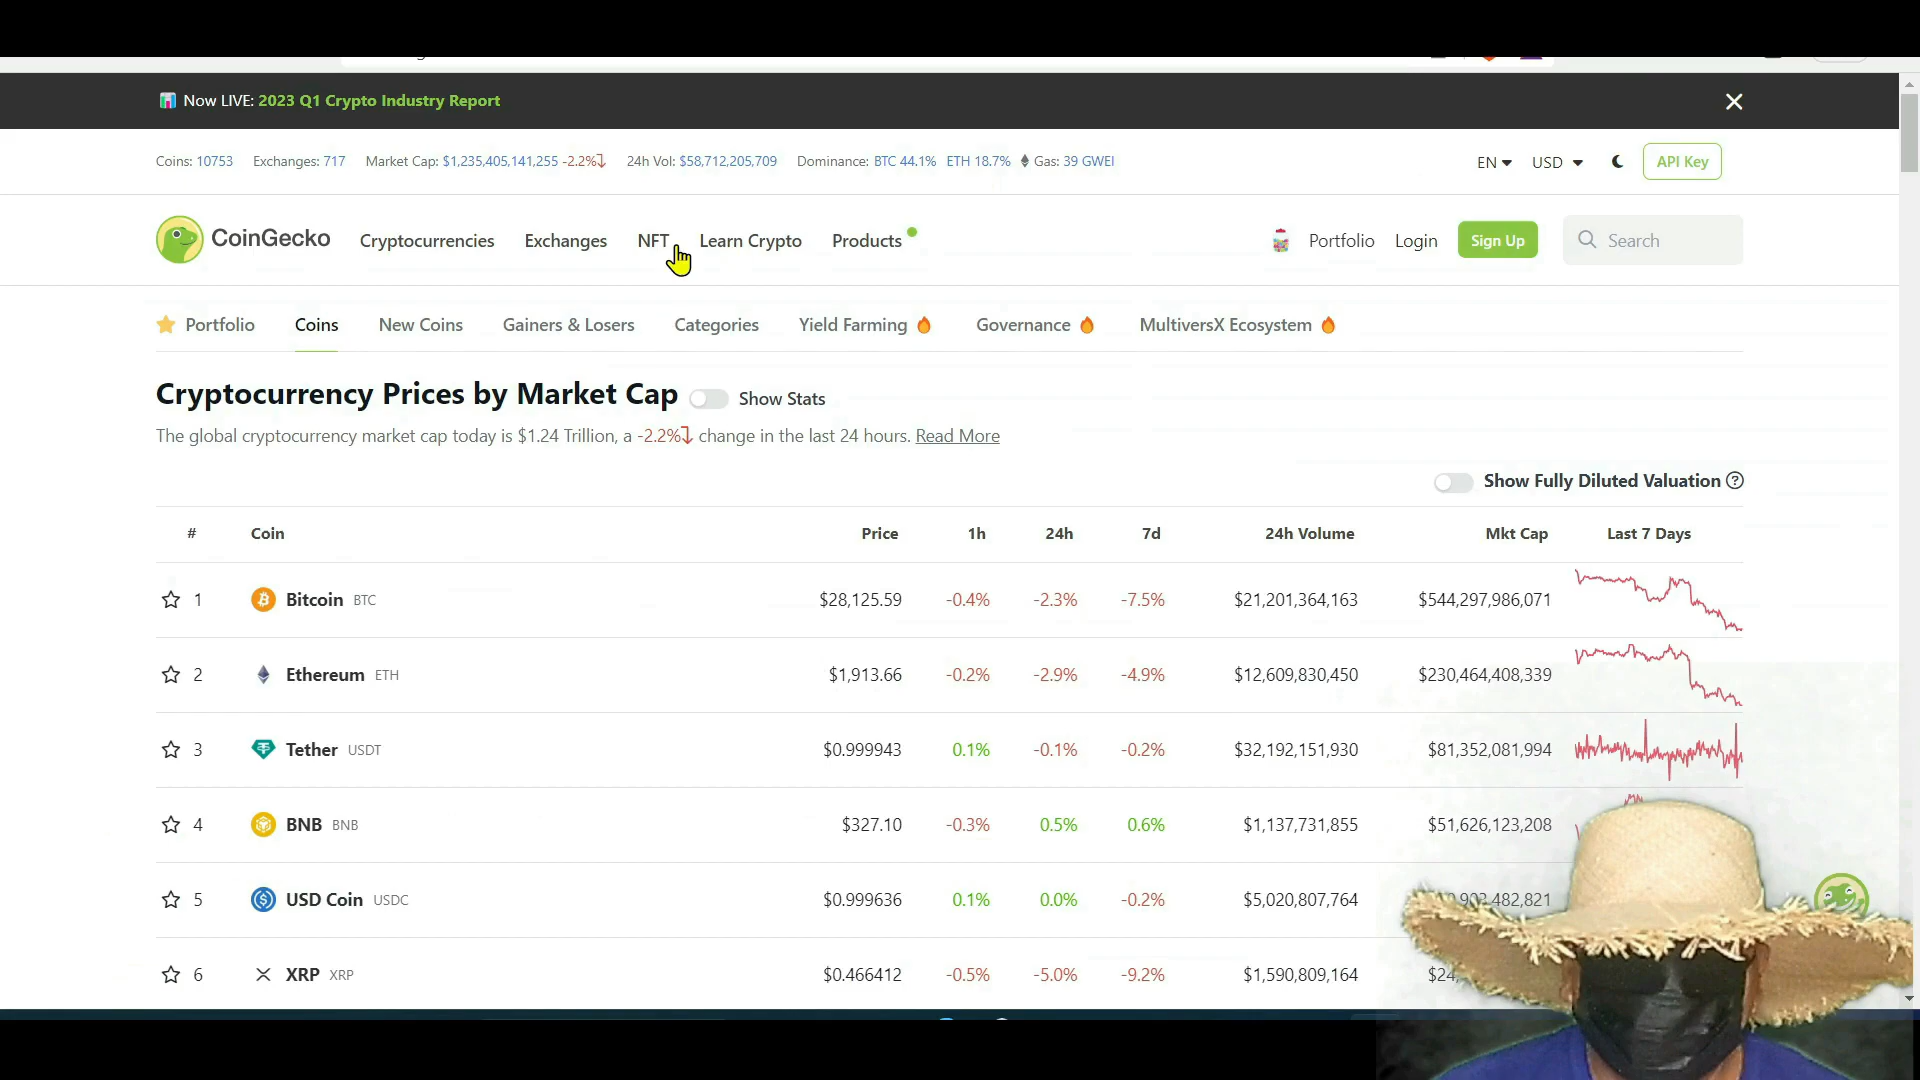 Now LIVE: 2023 Q1 Crypto Industry Report
Coins: 10753 Exchanges: 717 Market Cap: $1,235,405,141,255 -2.2% 24h Vol: $58,712,205,709 Dominance: BTC 44.1% ETH 18.7% Gas: 39 GWEI EN USD API Key
CoinGecko Cryptocurrencies Exchanges NFT Learn Crypto Products Portfolio Login Sign Up Search
Portfolio Coins New Coins Gainers & Losers Categories Yield Farming Governance MultiversX Ecosystem
Cryptocurrency Prices by Market Cap Show Stats
The global cryptocurrency market cap today is $1.24 Trillion, a -2.2% change in the last 24 hours. Read More
Show Fully Diluted Valuation
# Coin Price 1h 24h 7d 24h Volume Mkt Cap Last 7 Days
1 Bitcoin BTC $28,125.59 -0.4% -2.3% -7.5% $21,201,364,163 $544,297,986,071
2 Ethereum ETH $1,913.66 -0.2% -2.9% -4.9% $12,609,830,450 $230,464,408,339
3 Tether USDT $0.999943 0.1% -0.1% -0.2% $32,192,151,930 $81,352,081,994
4 BNB BNB $327.10 -0.3% 0.5% 0.6% $1,137,731,855 $51,626,123,208
5 USD Coin USDC $0.999636 0.1% 0.0% -0.2% $5,020,807,764
6 XRP XRP $0.466412 -0.5% -5.0% -9.2% $1,590,809,164